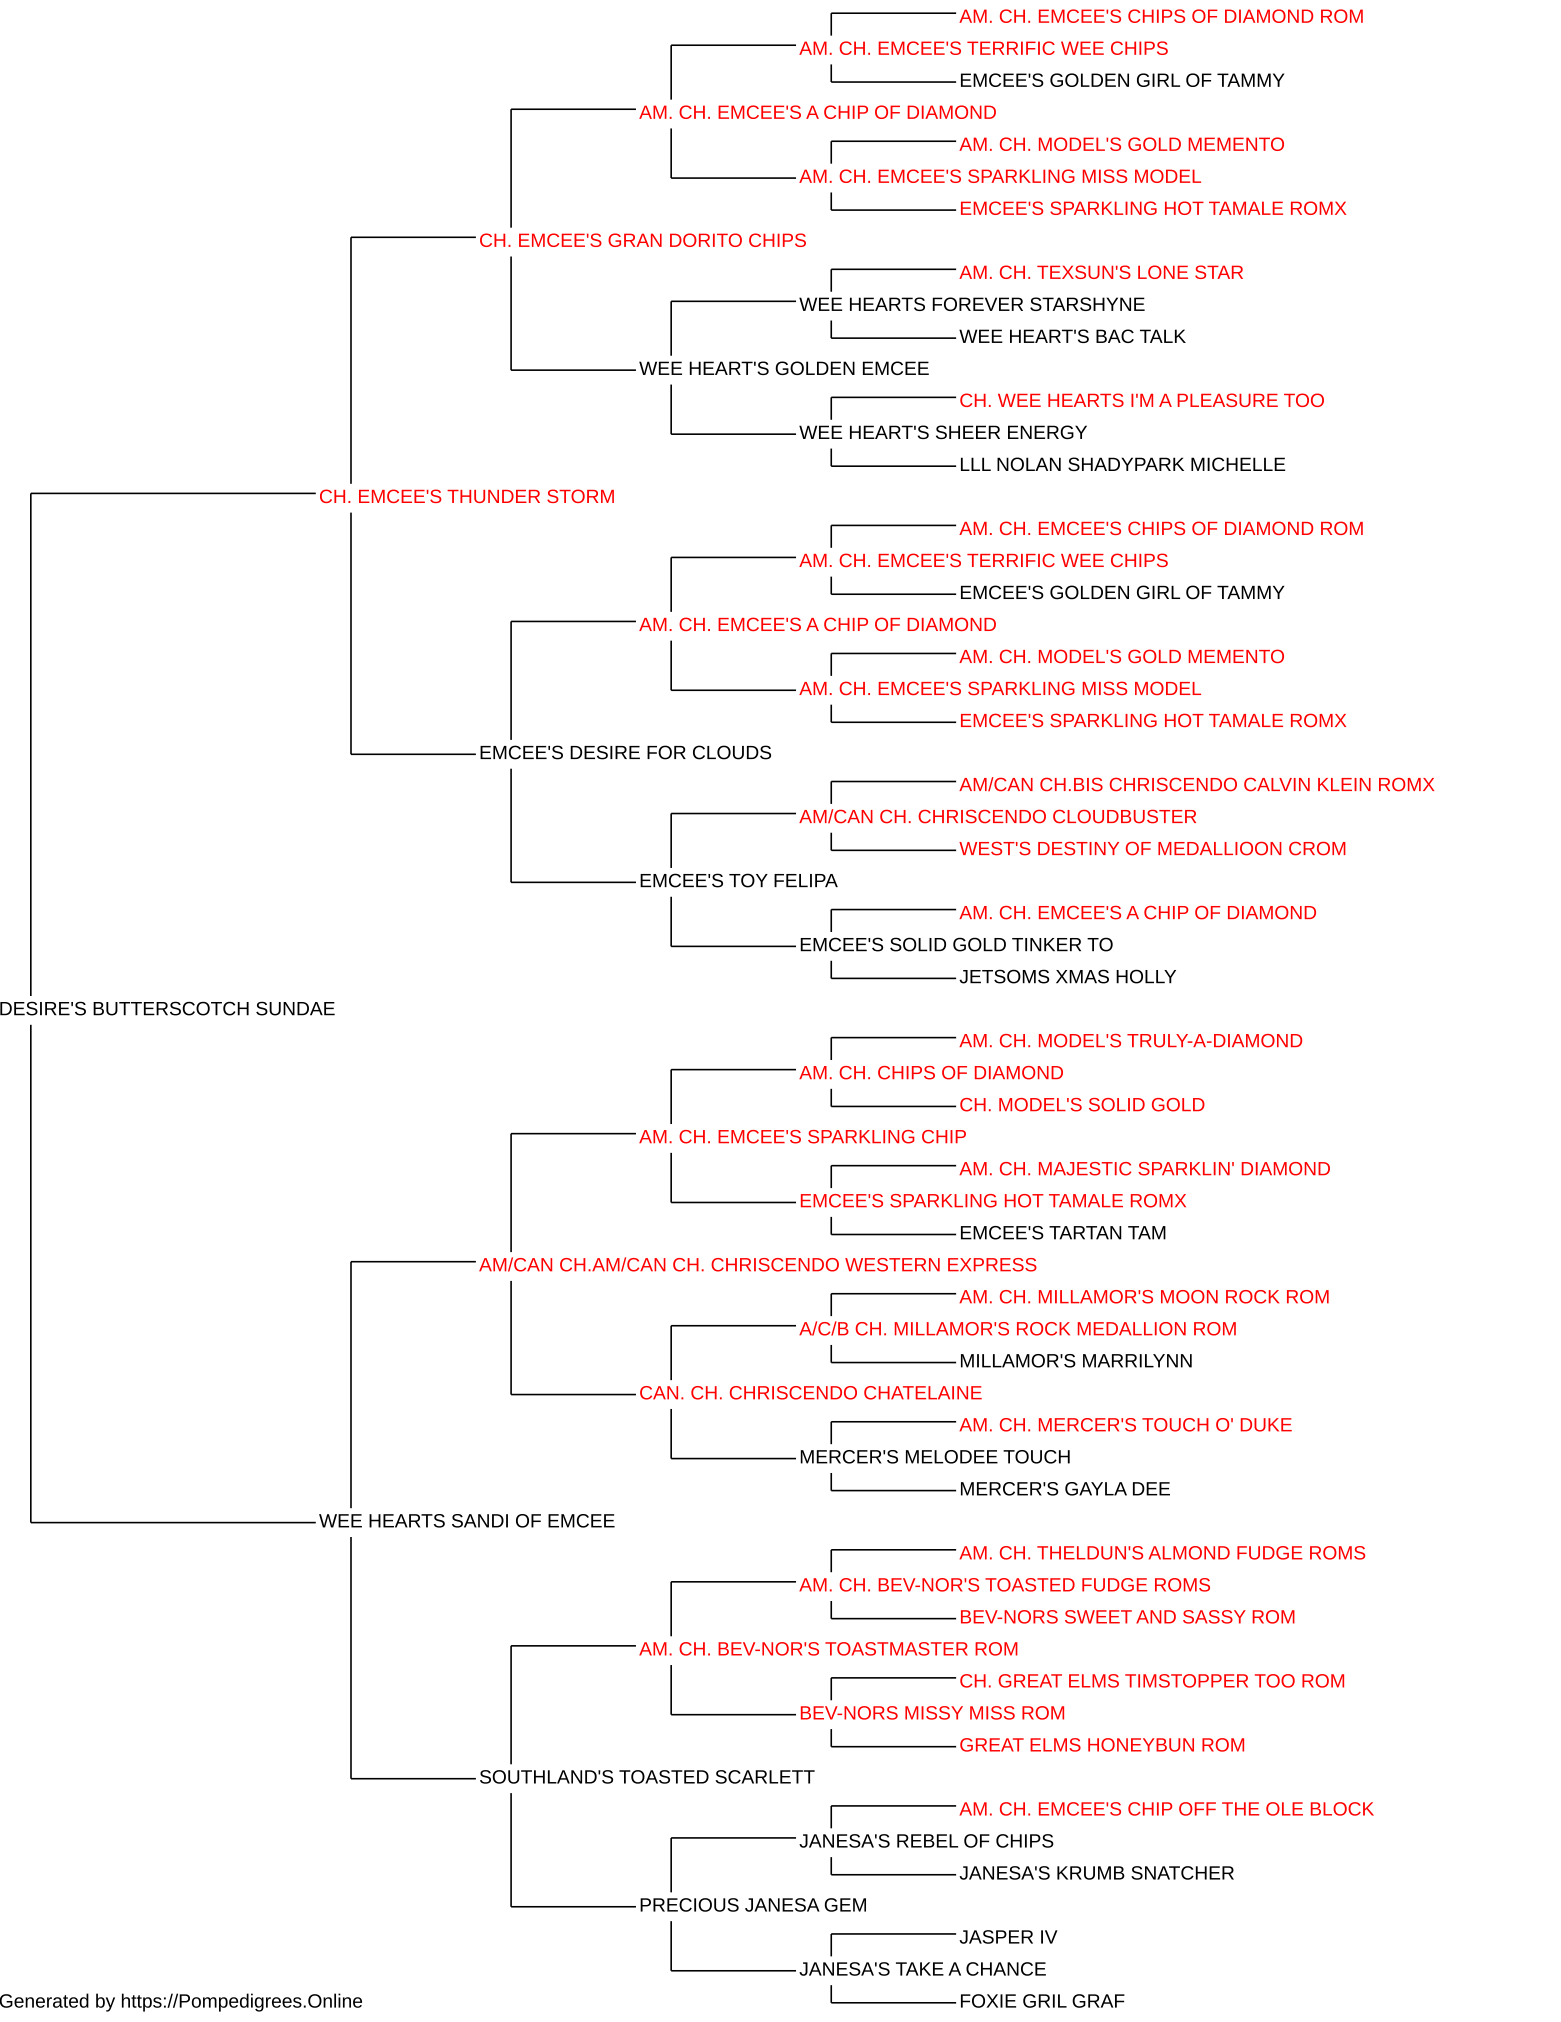 AM. CH. EMCEE'S CHIPS OF DIAMOND ROM
AM. CH. EMCEE'S TERRIFIC WEE CHIPS
EMCEE'S GOLDEN GIRL OF TAMMY
AM. CH. EMCEE'S A CHIP OF DIAMOND
AM. CH. MODEL'S GOLD MEMENTO
AM. CH. EMCEE'S SPARKLING MISS MODEL
EMCEE'S SPARKLING HOT TAMALE ROMX
CH. EMCEE'S GRAN DORITO CHIPS
AM. CH. TEXSUN'S LONE STAR
WEE HEARTS FOREVER STARSHYNE
WEE HEART'S BAC TALK
WEE HEART'S GOLDEN EMCEE
CH. WEE HEARTS I'M A PLEASURE TOO
WEE HEART'S SHEER ENERGY
LLL NOLAN SHADYPARK MICHELLE
CH. EMCEE'S THUNDER STORM
AM. CH. EMCEE'S CHIPS OF DIAMOND ROM
AM. CH. EMCEE'S TERRIFIC WEE CHIPS
EMCEE'S GOLDEN GIRL OF TAMMY
AM. CH. EMCEE'S A CHIP OF DIAMOND
AM. CH. MODEL'S GOLD MEMENTO
AM. CH. EMCEE'S SPARKLING MISS MODEL
EMCEE'S SPARKLING HOT TAMALE ROMX
EMCEE'S DESIRE FOR CLOUDS
AM/CAN CH.BIS CHRISCENDO CALVIN KLEIN ROMX
AM/CAN CH. CHRISCENDO CLOUDBUSTER
WEST'S DESTINY OF MEDALLIOON CROM
EMCEE'S TOY FELIPA
AM. CH. EMCEE'S A CHIP OF DIAMOND
EMCEE'S SOLID GOLD TINKER TO
JETSOMS XMAS HOLLY
DESIRE'S BUTTERSCOTCH SUNDAE
AM. CH. MODEL'S TRULY-A-DIAMOND
AM. CH. CHIPS OF DIAMOND
CH. MODEL'S SOLID GOLD
AM. CH. EMCEE'S SPARKLING CHIP
AM. CH. MAJESTIC SPARKLIN' DIAMOND
EMCEE'S SPARKLING HOT TAMALE ROMX
EMCEE'S TARTAN TAM
AM/CAN CH.AM/CAN CH. CHRISCENDO WESTERN EXPRESS
AM. CH. MILLAMOR'S MOON ROCK ROM
A/C/B CH. MILLAMOR'S ROCK MEDALLION ROM
MILLAMOR'S MARRILYNN
CAN. CH. CHRISCENDO CHATELAINE
AM. CH. MERCER'S TOUCH O' DUKE
MERCER'S MELODEE TOUCH
MERCER'S GAYLA DEE
WEE HEARTS SANDI OF EMCEE
AM. CH. THELDUN'S ALMOND FUDGE ROMS
AM. CH. BEV-NOR'S TOASTED FUDGE ROMS
BEV-NORS SWEET AND SASSY ROM
AM. CH. BEV-NOR'S TOASTMASTER ROM
CH. GREAT ELMS TIMSTOPPER TOO ROM
BEV-NORS MISSY MISS ROM
GREAT ELMS HONEYBUN ROM
SOUTHLAND'S TOASTED SCARLETT
AM. CH. EMCEE'S CHIP OFF THE OLE BLOCK
JANESA'S REBEL OF CHIPS
JANESA'S KRUMB SNATCHER
PRECIOUS JANESA GEM
JASPER IV
JANESA'S TAKE A CHANCE
FOXIE GRIL GRAF
Generated by https://Pompedigrees.Online